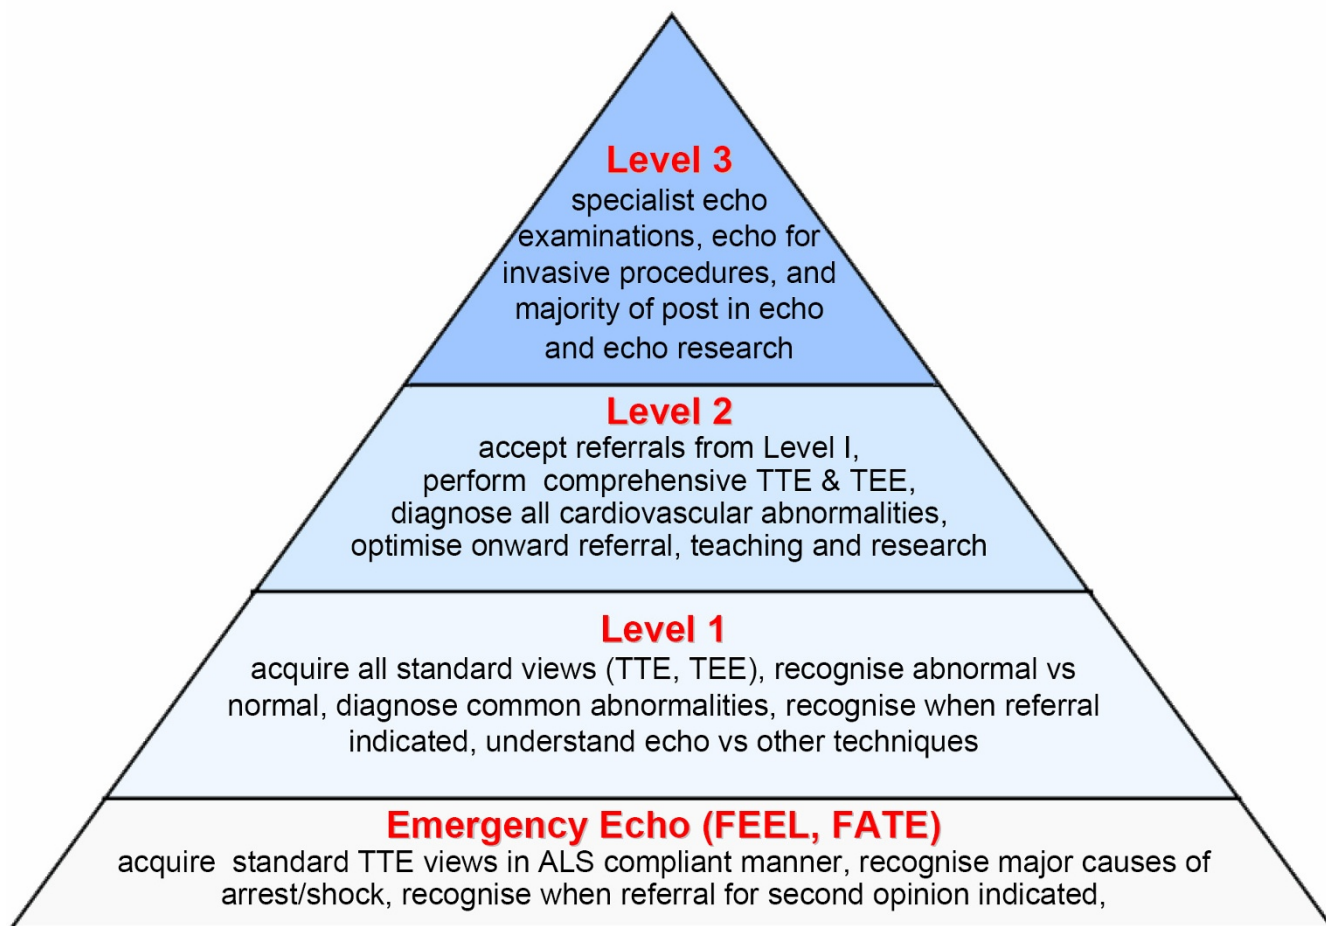 Level 3
specialist echo
examinations, echo for
invasive procedures, and
majority of post in echo
and echo research
Level 2
accept referrals from Level I,
perform comprehensive TTE & TEE,
diagnose all cardiovascular abnormalities,
optimise onward referral, teaching and research
Level 1
acquire all standard views (TTE, TEE), recognise abnormal vs
normal, diagnose common abnormalities, recognise when referral
indicated, understand echo vs other techniques
Emergency Echo (FEEL, FATE)
acquire standard TTE views in ALS compliant manner, recognise major causes of
arrest/shock, recognise when referral for second opinion indicated,